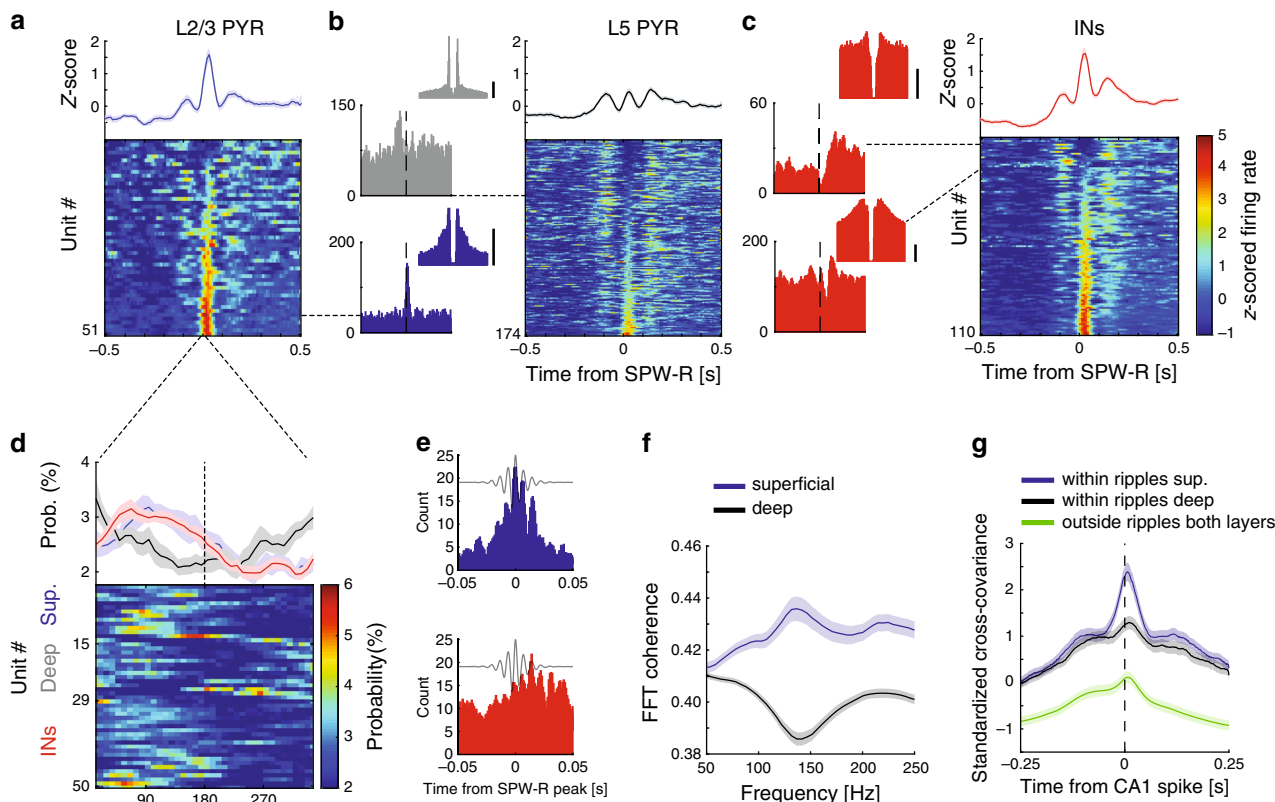 a
L2/3 PYR
Z-score
2
1
0
Unit #
51
−0.5
0
0.5
b
L5 PYR
150
0
200
0
Z-score
2
1
0
174
−0.5
0
0.5
Time from SPW-R [s]
c
INs
60
0
200
0
Z-score
2
1
0
Unit #
110
−0.5
0
0.5
Time from SPW-R [s]
5
4
3
2
1
0
−1
z-scored firing rate
d
Prob. (%)
4
3
2
Unit #
INs Deep Sup.
15
29
50
90
180
270
6
5
4
3
2
Probability(%)
e
Count
25
20
15
10
5
0
−0.05
0
0.05
Count
25
20
15
10
5
0
−0.05
0
0.05
Time from SPW-R peak [s]
f
superficial
deep
FFT coherence
0.46
0.44
0.42
0.40
0.38
50
100
150
200
250
Frequency [Hz]
g
within ripples sup.
within ripples deep
outside ripples both layers
Standardized cross-covariance
3
2
1
0
−1
−0.25
0
0.25
Time from CA1 spike [s]